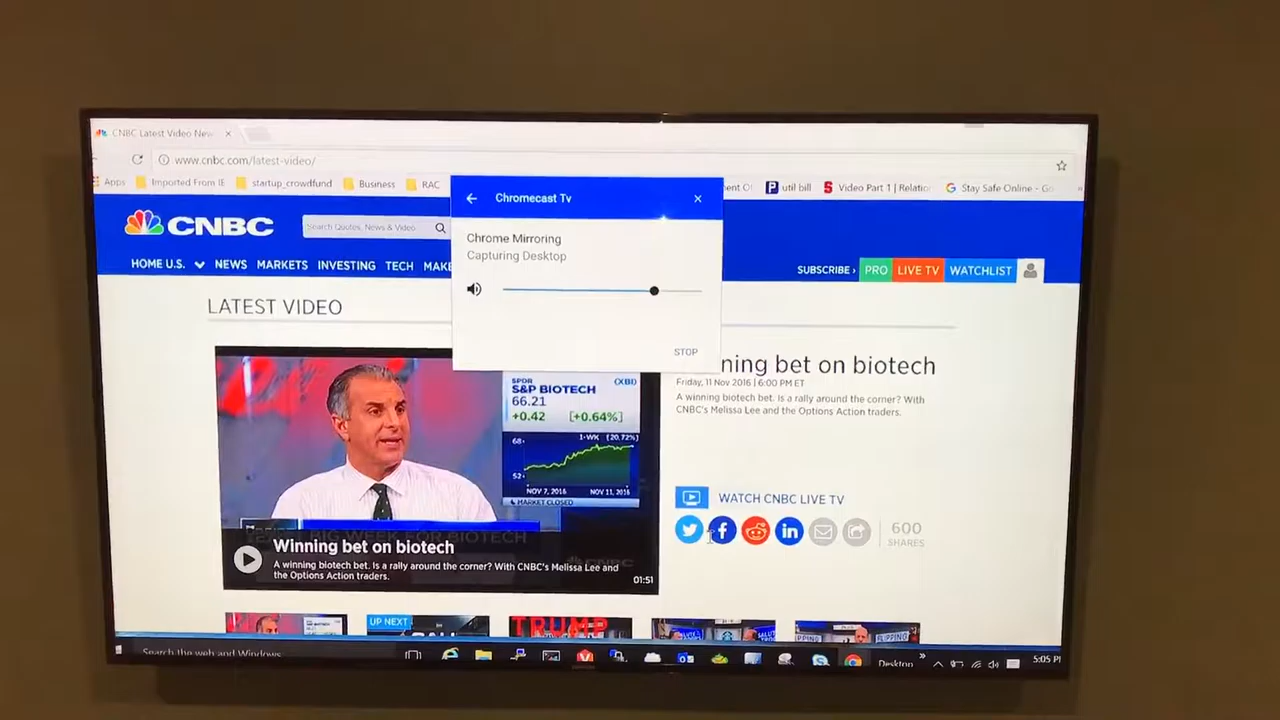 CNBC Latest Video New
www.cnbc.com/latest-video/
Apps Imported From IE startup_crowdfund Business RAC
util bill Video Part 1 | Relation Stay Safe Online - Go
Chromecast Tv
Chrome Mirroring
Capturing Desktop
STOP
CNBC
Search Quotes, News & Video
HOME U.S. NEWS MARKETS INVESTING TECH MAKE
SUBSCRIBE › PRO LIVE TV WATCHLIST
LATEST VIDEO
SPDR (XBI)
S&P BIOTECH
66.21
+0.42 [+0.64%]
1-WK [20.72%]
68
52
NOV 7, 2016 NOV 11, 2016
MARKET CLOSED
BIG WEEK FOR BIOTECH
Winning bet on biotech
A winning biotech bet. Is a rally around the corner? With CNBC's Melissa Lee and
the Options Action traders.
01:51
ning bet on biotech
Friday, 11 Nov 2016 | 6:00 PM ET
A winning biotech bet. Is a rally around the corner? With
CNBC's Melissa Lee and the Options Action traders.
WATCH CNBC LIVE TV
600
SHARES
UP NEXT
TRUMP
Search the web and Windows
Desktop
5:05 PM